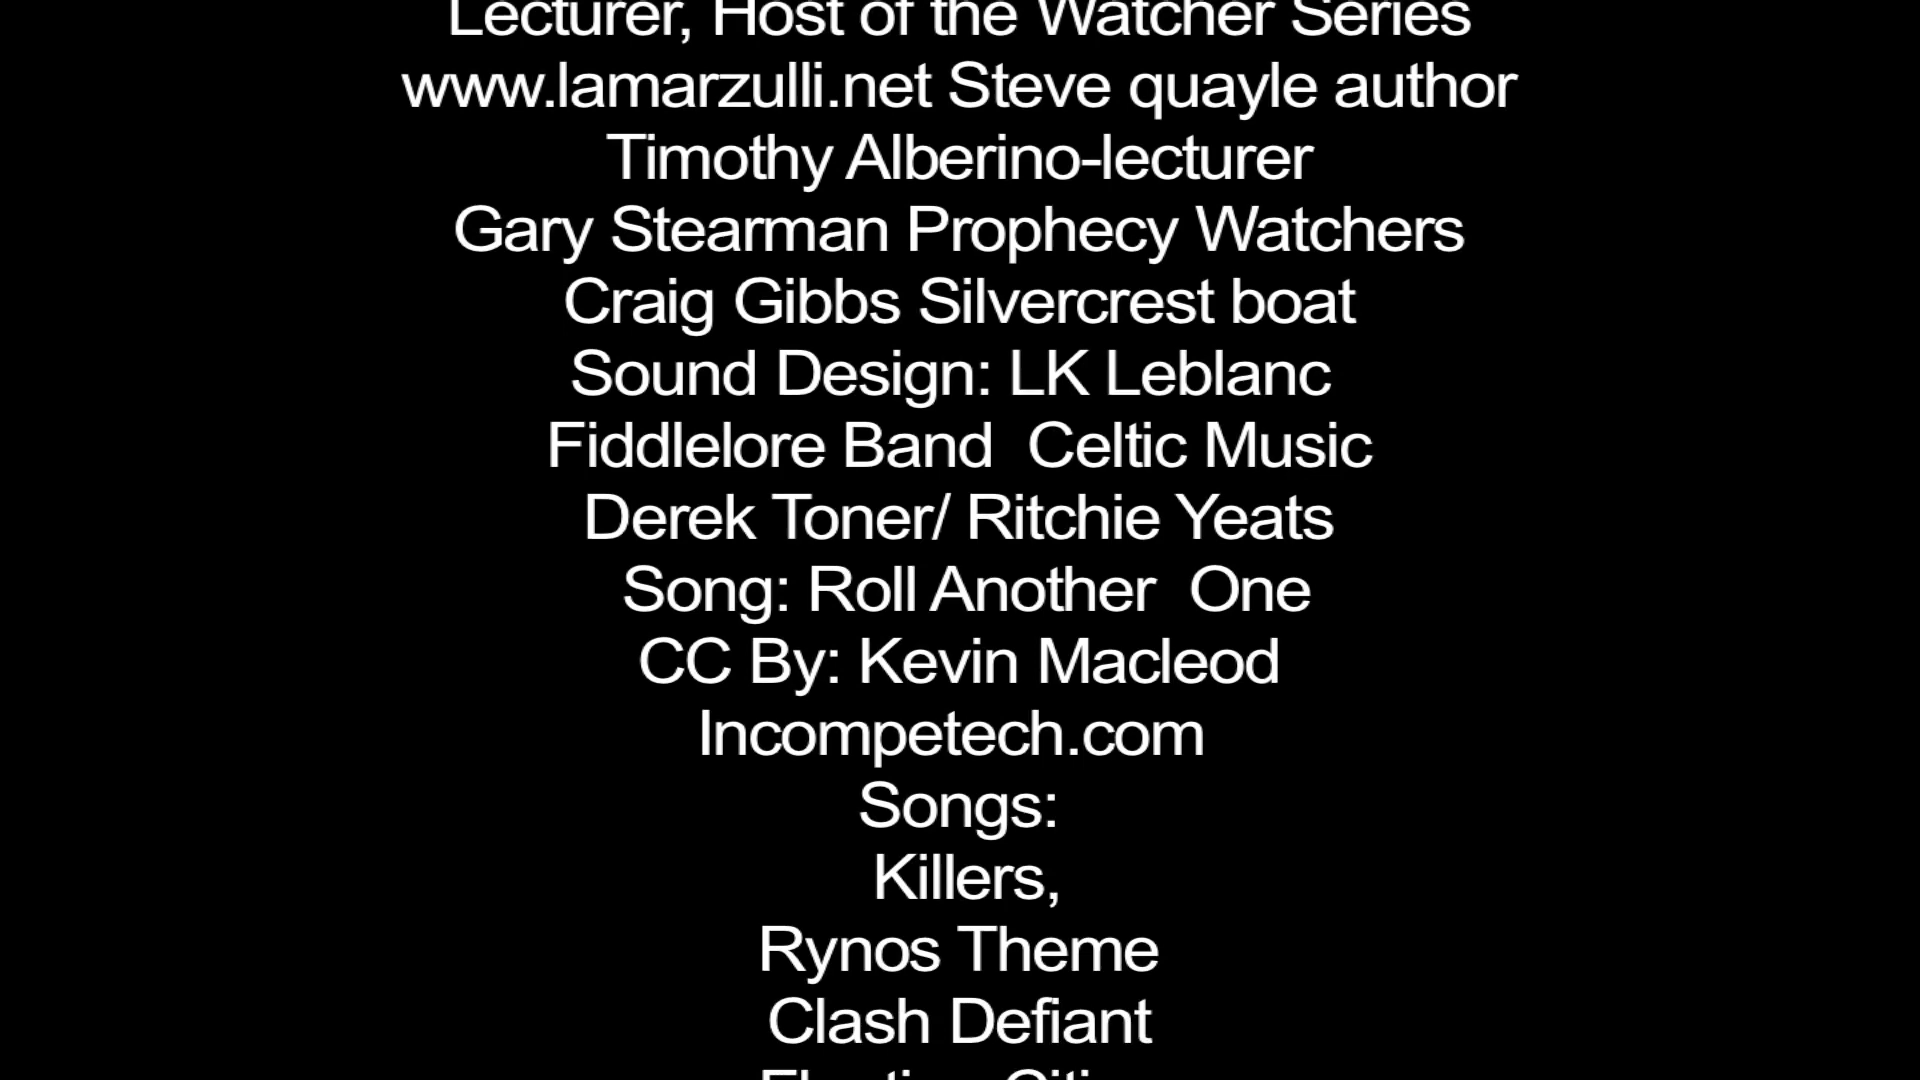 Lecturer, Host of the Watcher Series
www.lamarzulli.net Steve quayle author
Timothy Alberino-lecturer
Gary Stearman Prophecy Watchers
Craig Gibbs Silvercrest boat
Sound Design: LK Leblanc
Fiddlelore Band  Celtic Music
Derek Toner/ Ritchie Yeats
Song: Roll Another  One
CC By: Kevin Macleod
Incompetech.com
Songs:
Killers,
Rynos Theme
Clash Defiant